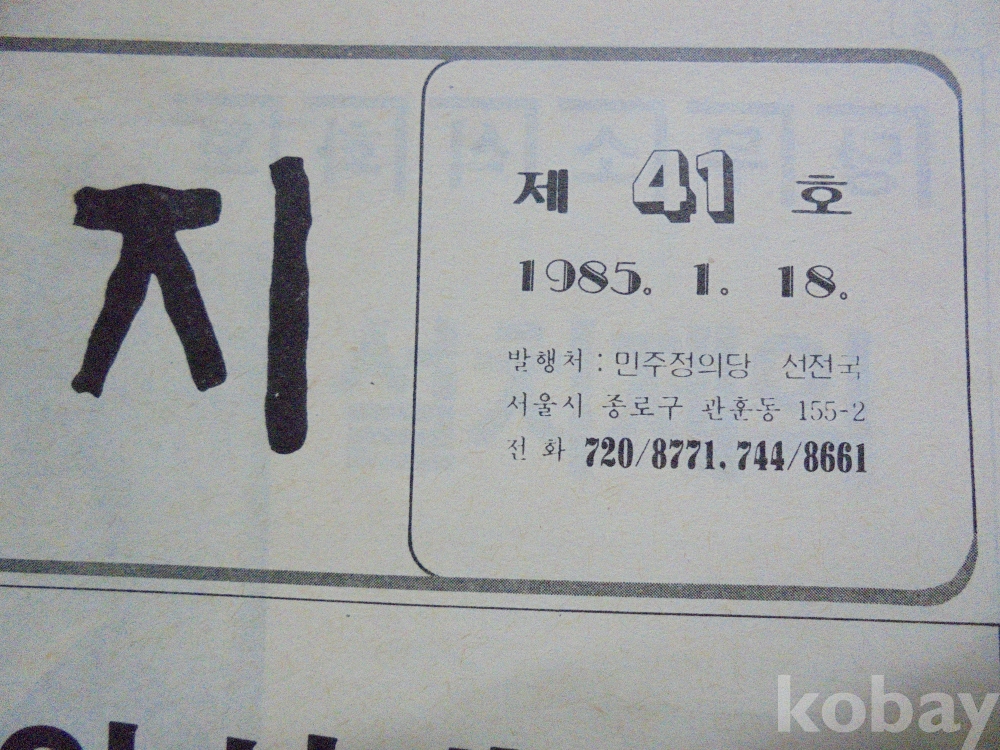 지
제 41 호
1985. 1. 18.
발행처 : 민주정의당 선전국
서울시 종로구 관훈동 155-2
전화 720/8771, 744/8661
kobay